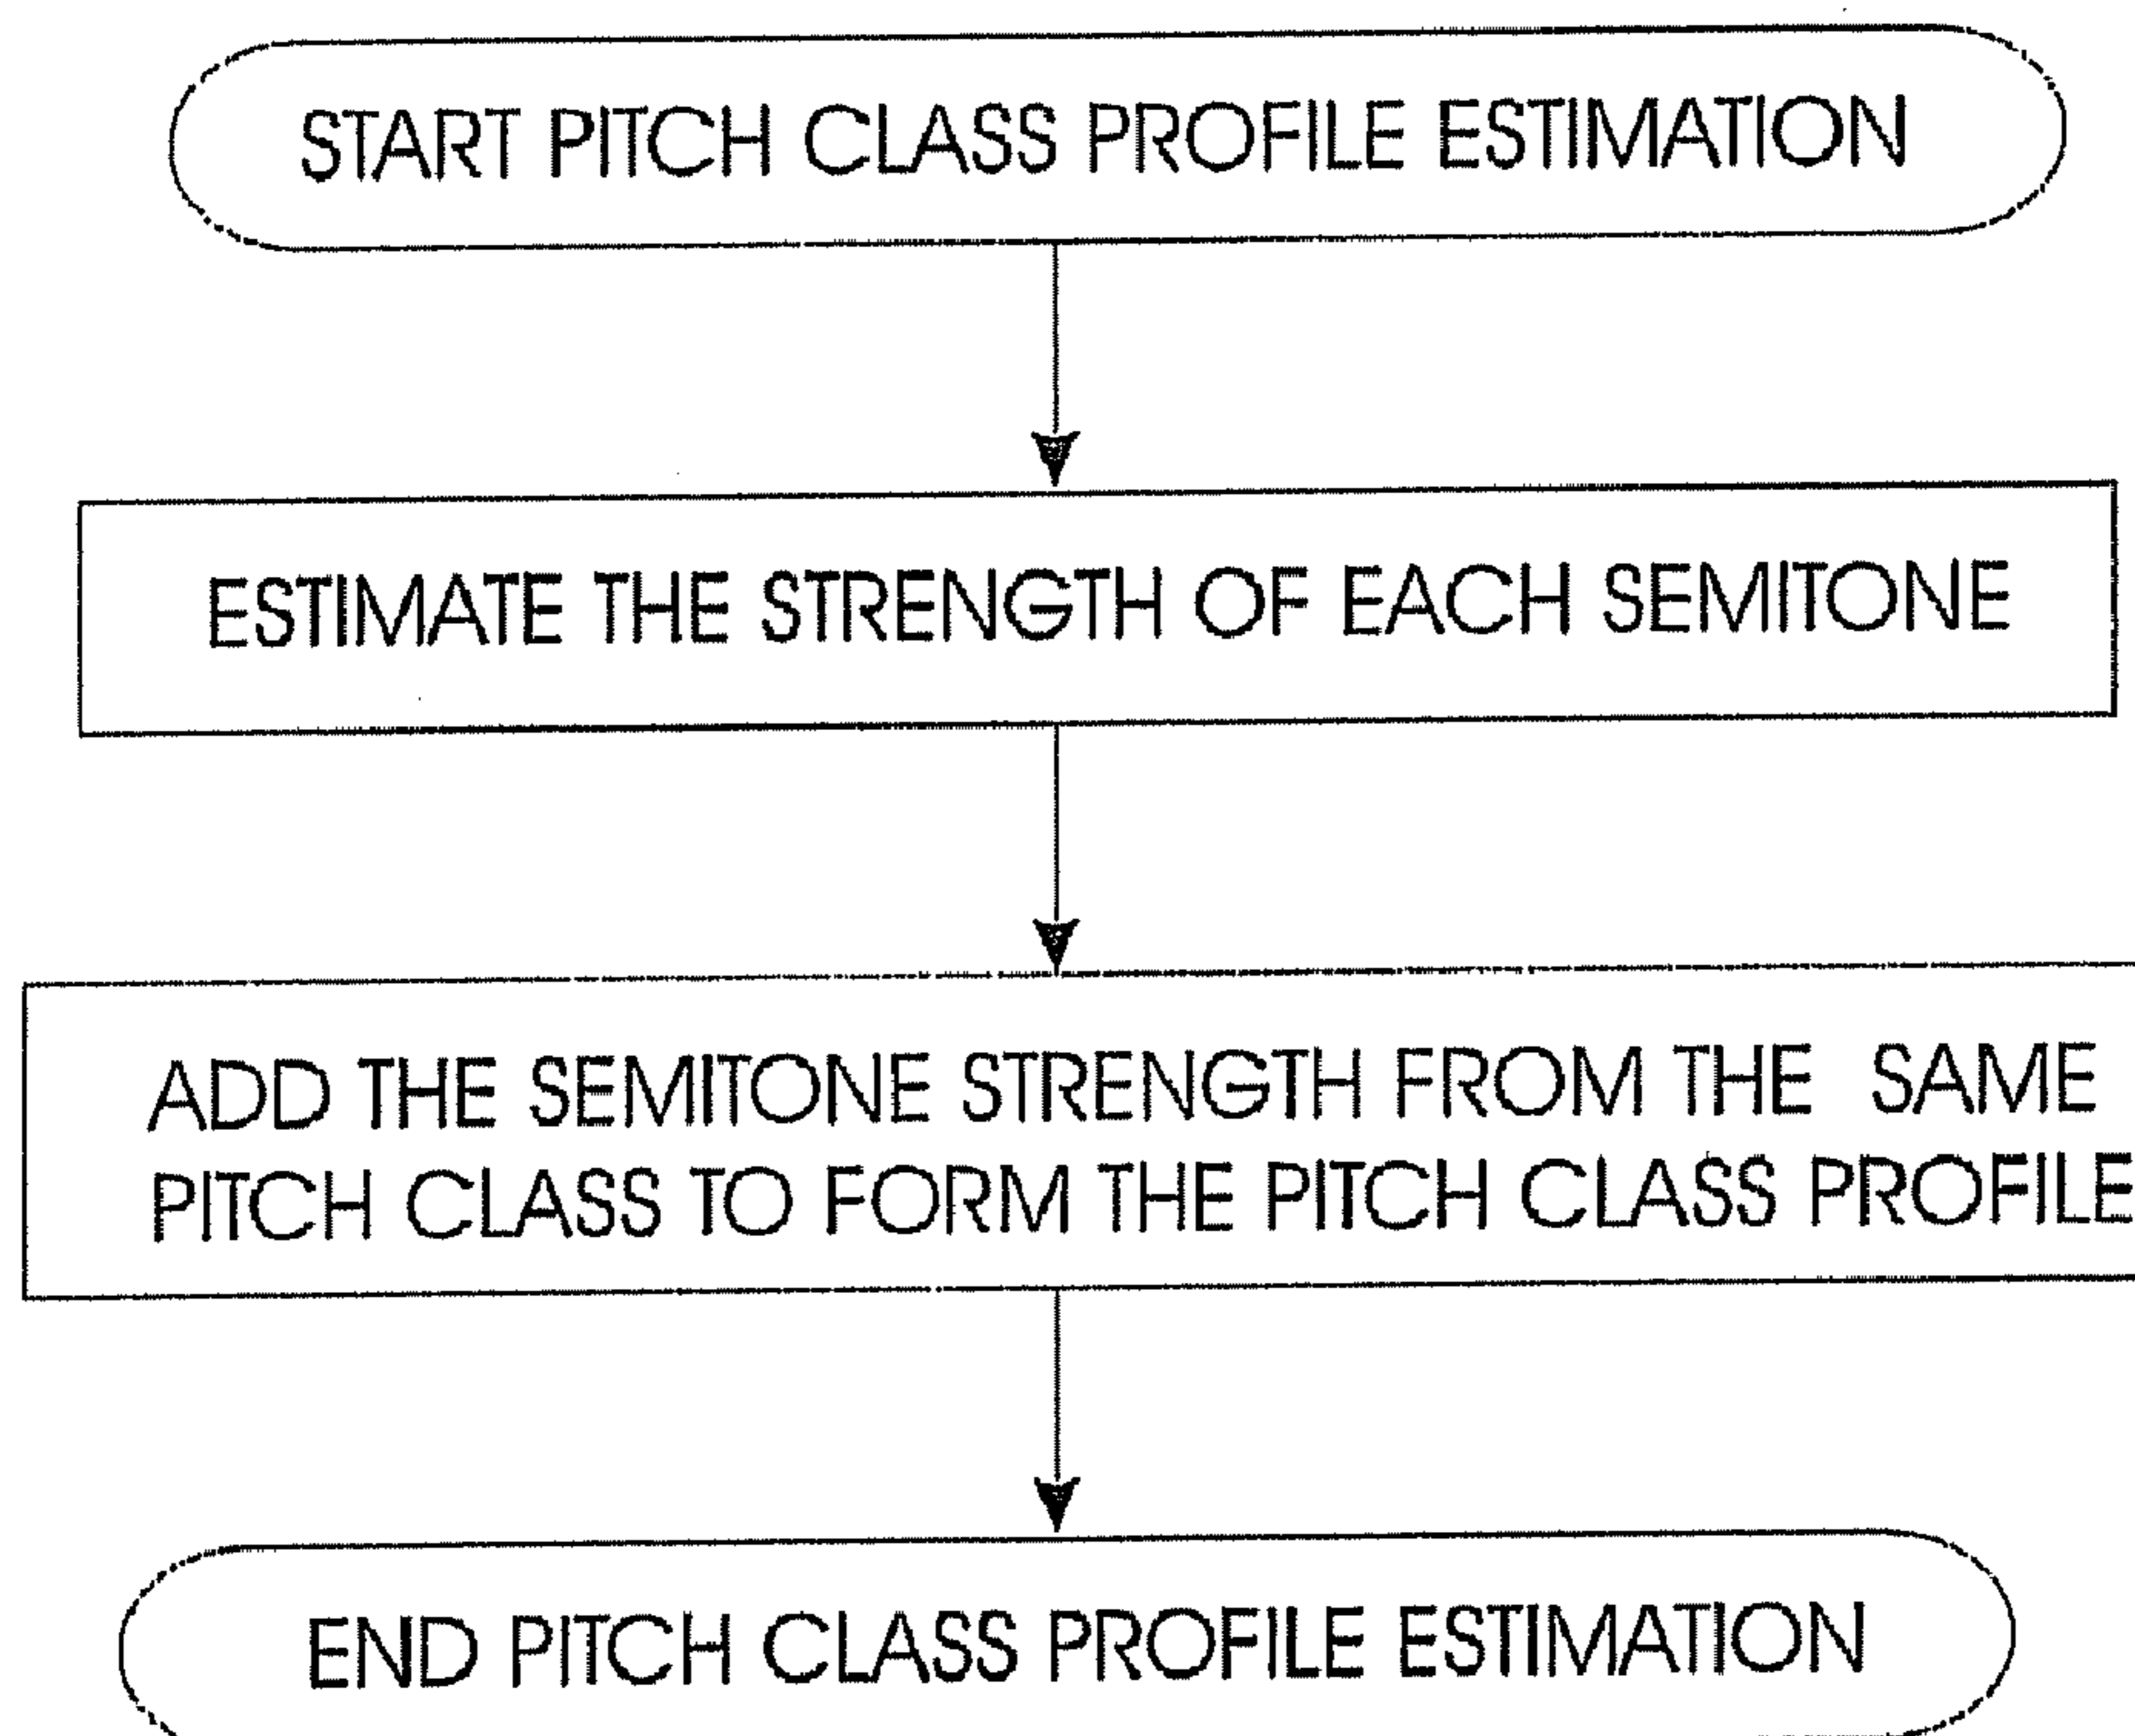 START PITCH CLASS PROFILE ESTIMATION
ESTIMATE THE STRENGTH OF EACH SEMITONE
ADD THE SEMITONE STRENGTH FROM THE SAME
PITCH CLASS TO FORM THE PITCH CLASS PROFILE
END PITCH CLASS PROFILE ESTIMATION